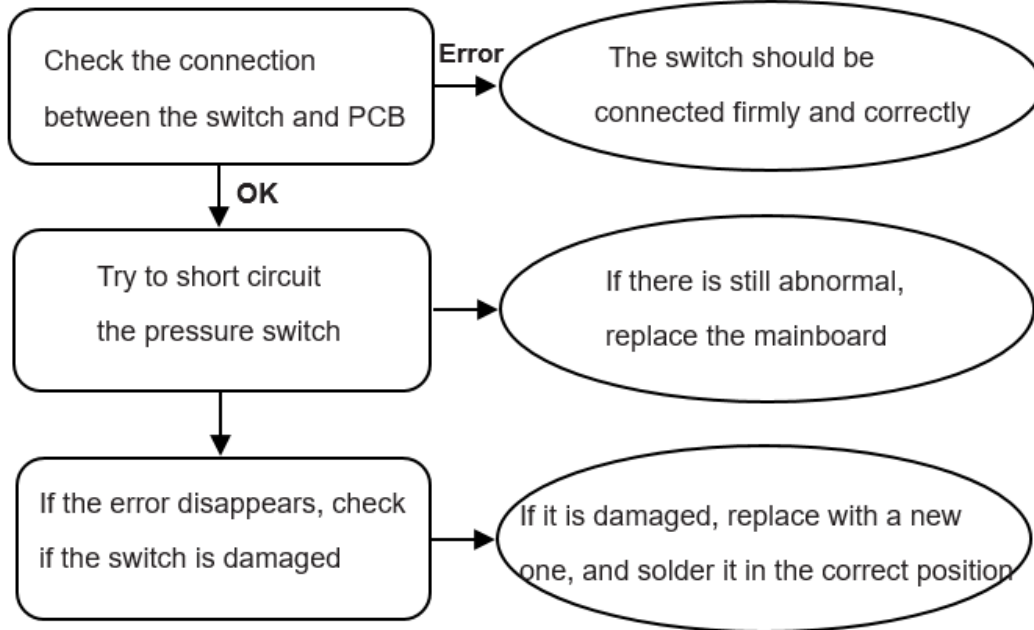 Check the connection
between the switch and PCB
Error
The switch should be
connected firmly and correctly
OK
Try to short circuit
the pressure switch
If there is still abnormal,
replace the mainboard
If the error disappears, check
if the switch is damaged
If it is damaged, replace with a new
one, and solder it in the correct position